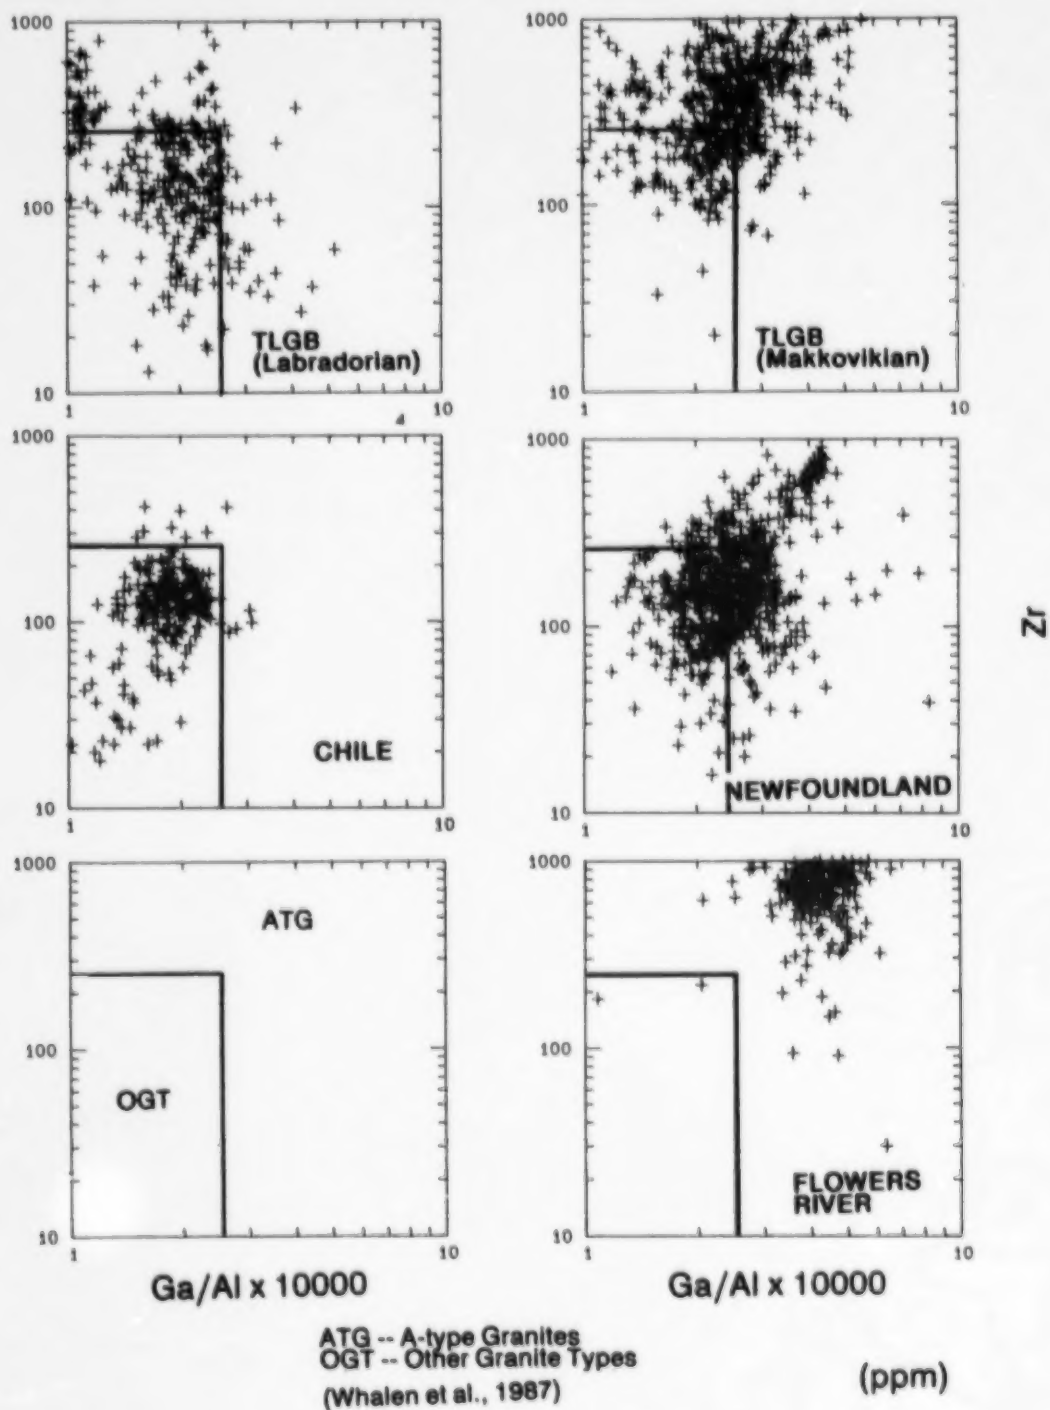 1000
100
10
1
10
TLGB
(Labradorian)
1000
100
10
1
10
TLGB
(Makkovikian)
1000
100
10
1
10
CHILE
1000
100
10
1
10
NEWFOUNDLAND
Zr
1000
100
10
1
10
ATG
OGT
1000
100
10
1
10
FLOWERS
RIVER
Ga/Al x 10000
Ga/Al x 10000
ATG -- A-type Granites
OGT -- Other Granite Types
(Whalen et al., 1987)
(ppm)